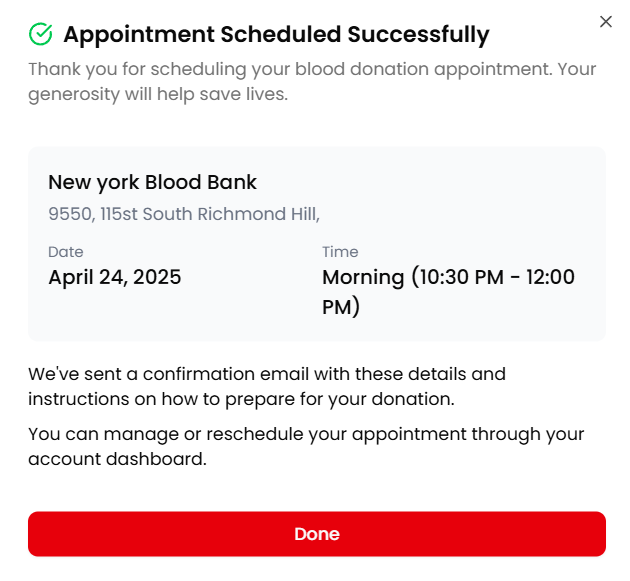 Appointment Scheduled Successfully
Thank you for scheduling your blood donation appointment. Your
generosity will help save lives.
New york Blood Bank
9550, 115st South Richmond Hill,
Date
April 24, 2025
Time
Morning (10:30 PM - 12:00
PM)
We've sent a confirmation email with these details and
instructions on how to prepare for your donation.
You can manage or reschedule your appointment through your
account dashboard.
Done